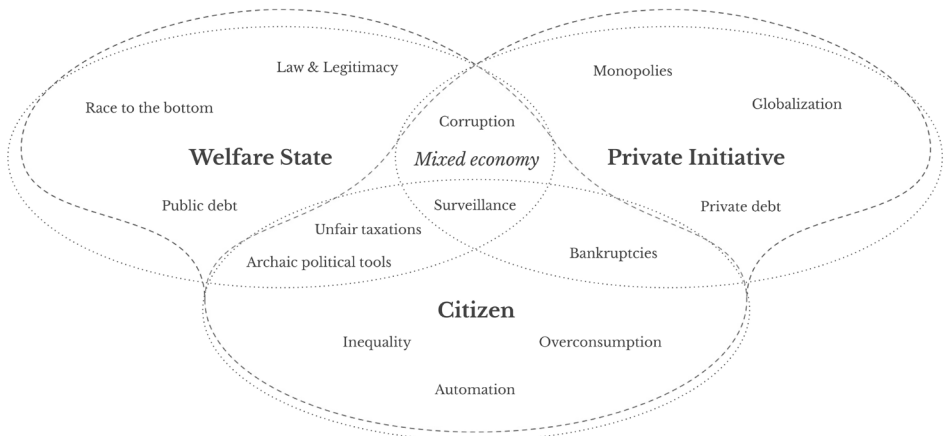 Law & Legitimacy
Monopolies
Race to the bottom
Globalization
Corruption
Welfare State
Mixed economy
Private Initiative
Public debt
Surveillance
Private debt
Unfair taxations
Archaic political tools
Bankruptcies
Citizen
Inequality
Overconsumption
Automation